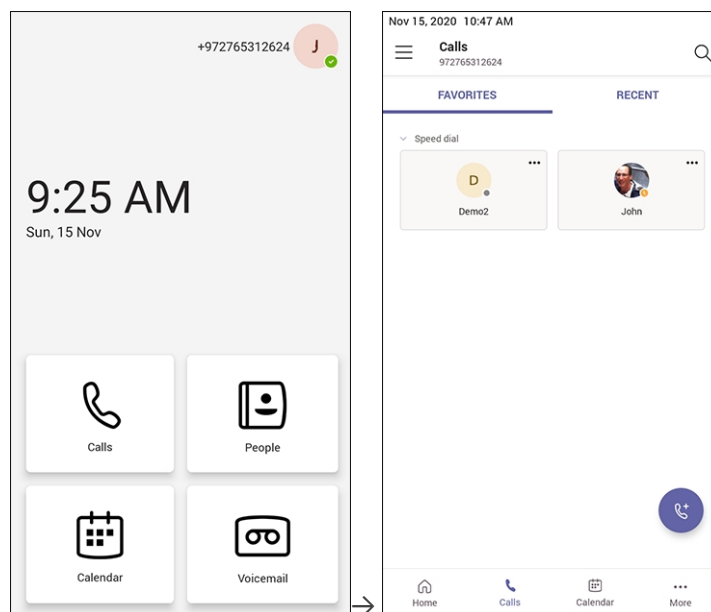 +972765312624
J
9:25 AM
Sun, 15 Nov
Calls
People
Calendar
Voicemail
Nov 15, 2020 10:47 AM
Calls
972765312624
FAVORITES RECENT
Speed dial
D
Demo2 John
Home Calls Calendar More